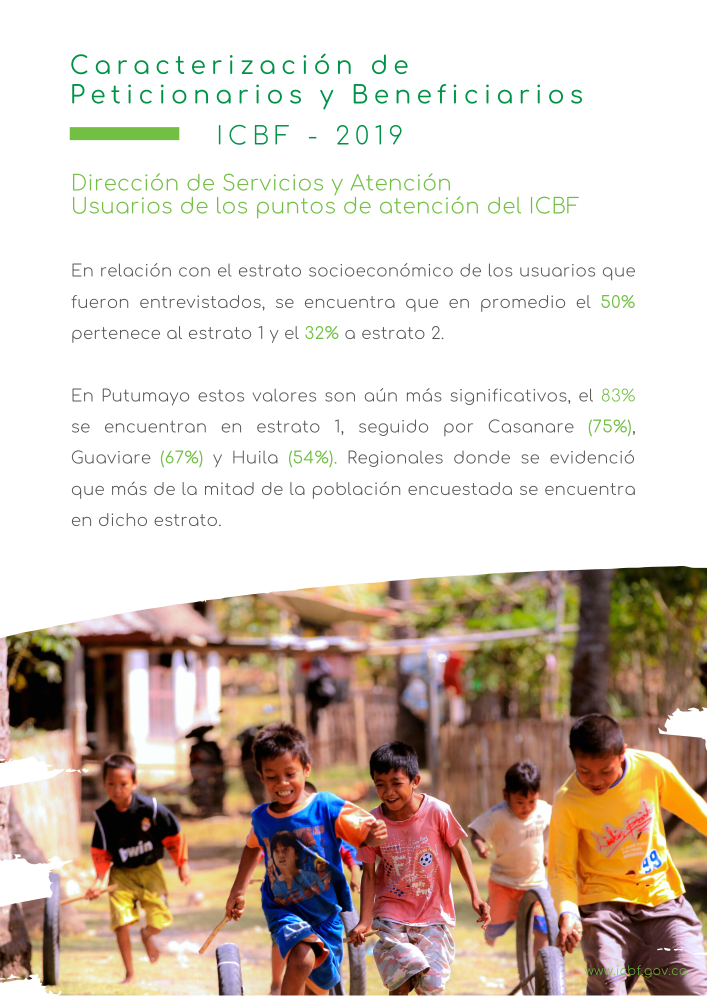 Caracterización de
Peticionarios y Beneficiarios
ICBF - 2019
Dirección de Servicios y Atención
Usuarios de los puntos de atención del ICBF
En relación con el estrato socioeconómico de los usuarios que
fueron entrevistados, se encuentra que en promedio el 50%
pertenece al estrato 1 y el 32% a estrato 2.
En Putumayo estos valores son aún más significativos, el 83%
se encuentran en estrato 1, seguido por Casanare (75%),
Guaviare (67%) y Huila (54%). Regionales donde se evidenció
que más de la mitad de la población encuestada se encuentra
en dicho estrato.
bwin
Linkin Park
99
www.icbf.gov.co